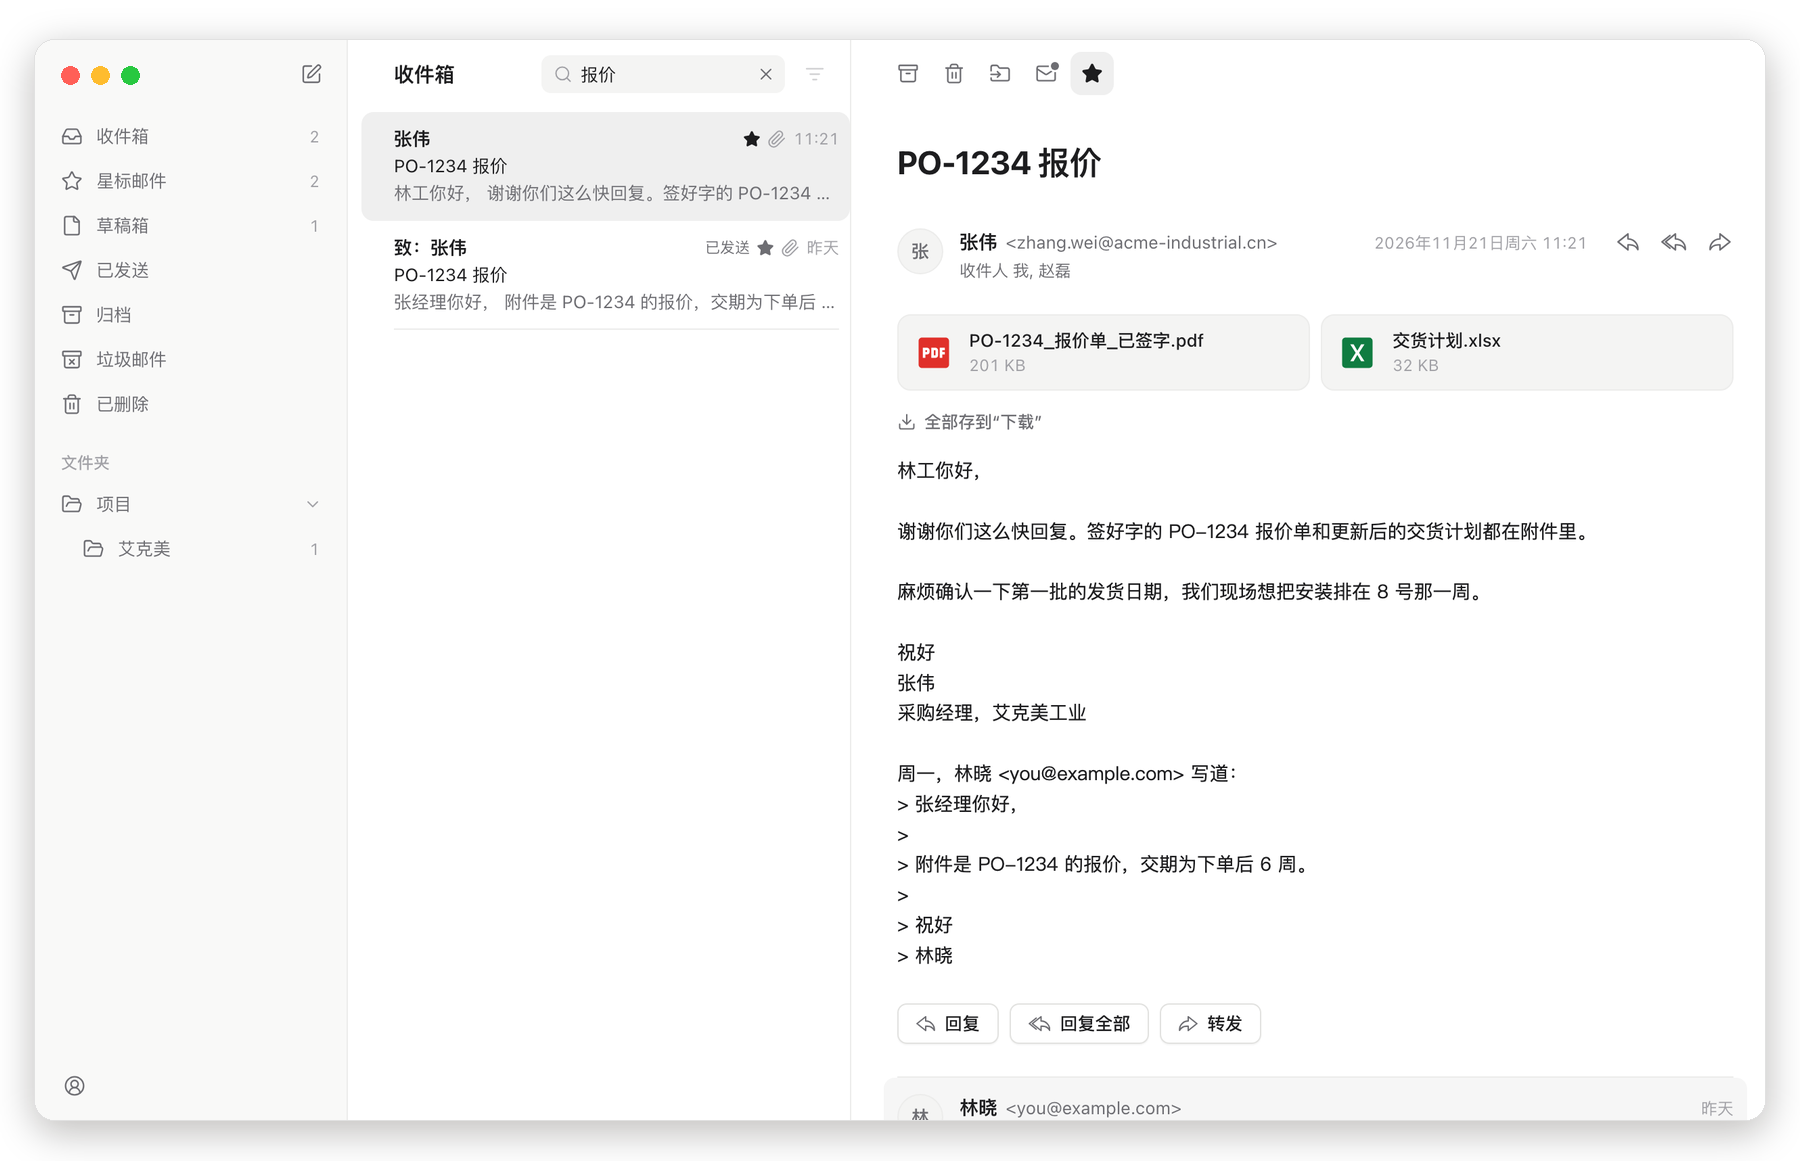 收件箱 2
星标邮件 2
草稿箱 1
已发送
归档
垃圾邮件
已删除
文件夹
项目
艾克美 1
收件箱
报价
张伟 11:21
PO-1234 报价
林工你好， 谢谢你们这么快回复。签好字的 PO-1234 ...
致：张伟 已发送 昨天
PO-1234 报价
张经理你好， 附件是 PO-1234 的报价，交期为下单后 ...
PO-1234 报价
张
张伟 <zhang.wei@acme-industrial.cn> 2026年11月21日周六 11:21
收件人 我, 赵磊
PDF
PO-1234_报价单_已签字.pdf
201 KB
X
交货计划.xlsx
32 KB
全部存到“下载”
林工你好，
谢谢你们这么快回复。签好字的 PO-1234 报价单和更新后的交货计划都在附件里。
麻烦确认一下第一批的发货日期，我们现场想把安装排在 8 号那一周。
祝好
张伟
采购经理，艾克美工业
周一，林晓 <you@example.com> 写道：
> 张经理你好，
>
> 附件是 PO-1234 的报价，交期为下单后 6 周。
>
> 祝好
> 林晓
回复
回复全部
转发
林
林晓 <you@example.com> 昨天